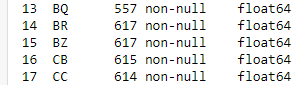 13 BQ 557 non-null float64
14 BR 617 non-null float64
15 BZ 617 non-null float64
16 CB 615 non-null float64
17 CC 614 non-null float64